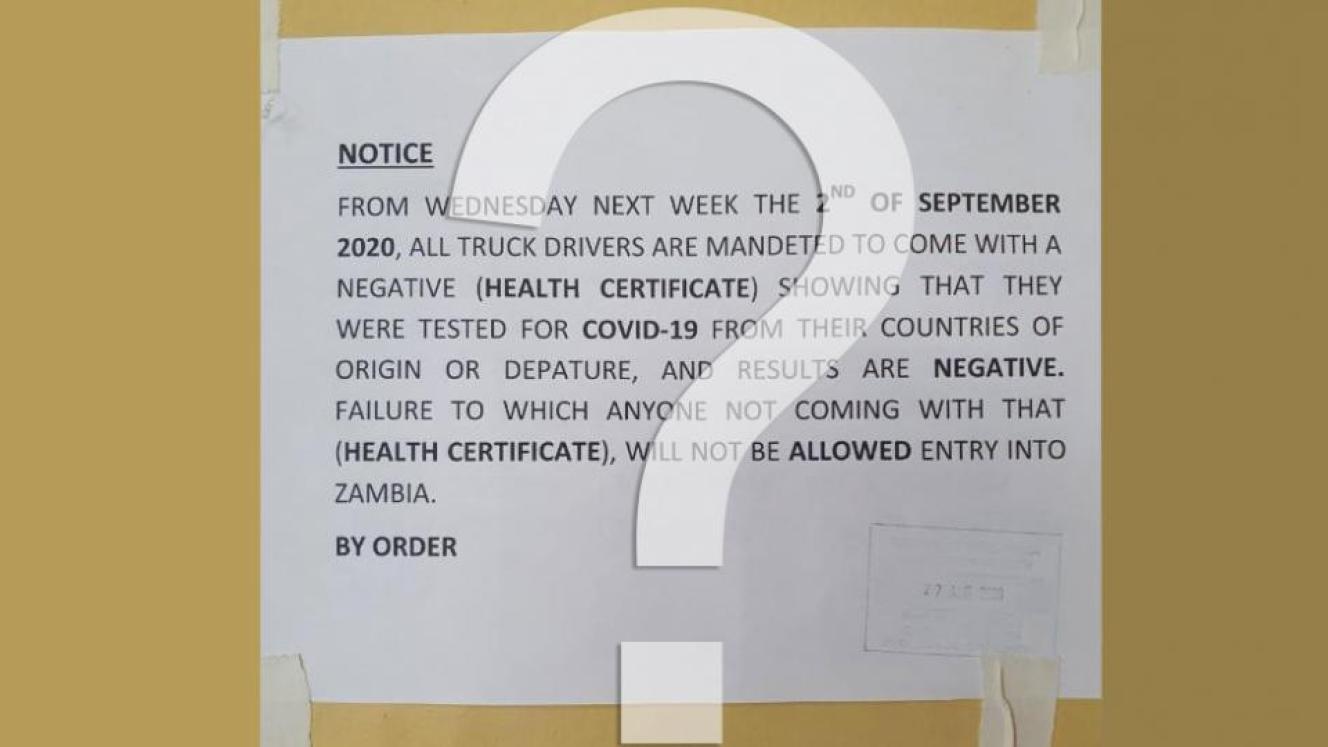 NOTICE
FROM WEDNESDAY NEXT WEEK THE 2ND OF SEPTEMBER
2020, ALL TRUCK DRIVERS ARE MANDETED TO COME WITH A
NEGATIVE (HEALTH CERTIFICATE) SHOWING THAT THEY
WERE TESTED FOR COVID-19 FROM THEIR COUNTRIES OF
ORIGIN OR DEPATURE, AND RESULTS ARE NEGATIVE.
FAILURE TO WHICH ANYONE NOT COMING WITH THAT
(HEALTH CERTIFICATE), WILL NOT BE ALLOWED ENTRY INTO
ZAMBIA.
BY ORDER